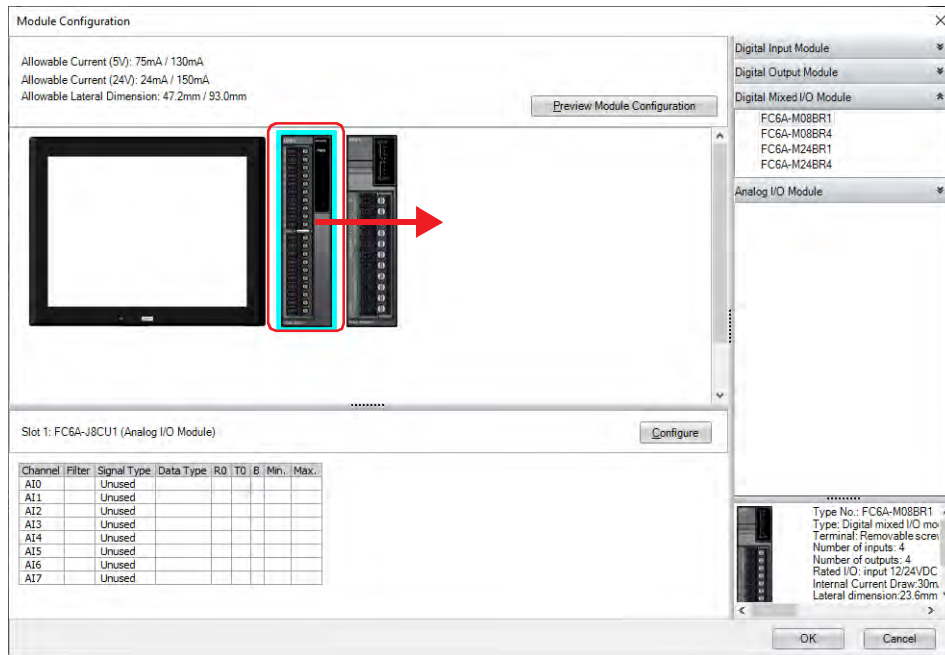 Module Configuration
Allowable Current (5V): 75mA / 130mA
Allowable Current (24V): 24mA / 150mA
Allowable Lateral Dimension: 47.2mm / 93.0mm
Preview Module Configuration
Digital Input Module
Digital Output Module
Digital Mixed I/O Module
FC6A-M08BR1
FC6A-M08BR4
FC6A-M24BR1
FC6A-M24BR4
Analog I/O Module
Slot 1: FC6A-J8CU1 (Analog I/O Module)
Configure
Channel Filter Signal Type Data Type R0 T0 B Min. Max.
AI0 Unused
AI1 Unused
AI2 Unused
AI3 Unused
AI4 Unused
AI5 Unused
AI6 Unused
AI7 Unused
Type No.: FC6A-M08BR1
Type: Digital mixed I/O mo
Terminal: Removable screw
Number of inputs: 4
Number of outputs: 4
Rated I/O: input 12/24VDC
Internal Current Draw:30m
Lateral dimension:23.6mm
OK Cancel